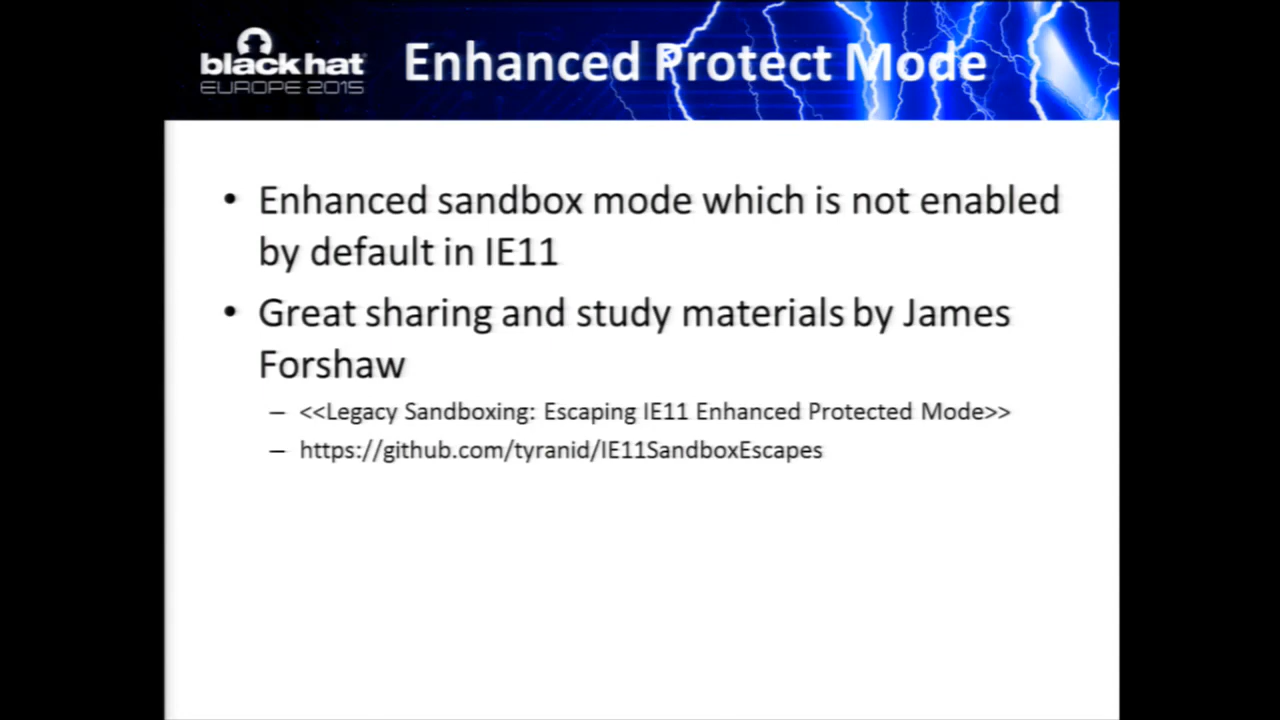 black hat
EUROPE 2015
Enhanced Protect Mode
• Enhanced sandbox mode which is not enabled
by default in IE11
• Great sharing and study materials by James
Forshaw
– <<Legacy Sandboxing: Escaping IE11 Enhanced Protected Mode>>
– https://github.com/tyranid/IE11SandboxEscapes